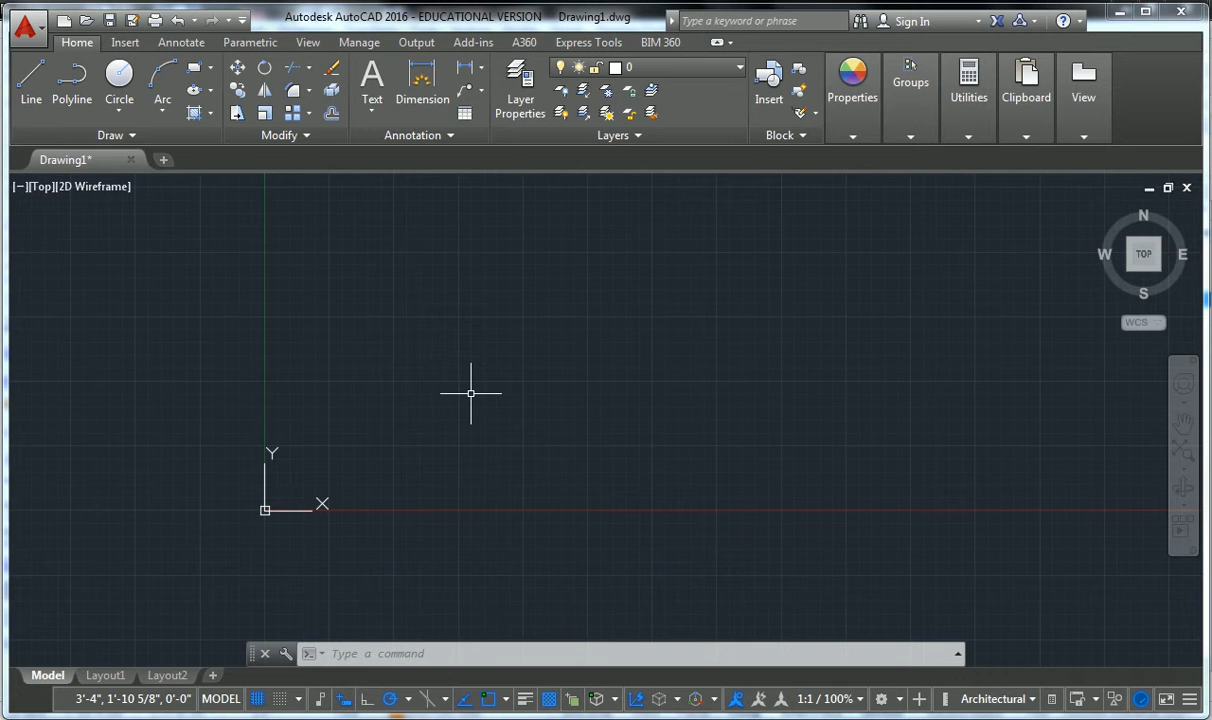 Autodesk AutoCAD 2016 - EDUCATIONAL VERSION Drawing1.dwg Type a keyword or phrase Sign In
Home Insert Annotate Parametric View Manage Output Add-ins A360 Express Tools BIM 360
Line Polyline Circle Arc Text Dimension Layer Properties 0 Insert Properties Groups Utilities Clipboard View
Draw Modify Annotation Layers Block
Drawing1*
[−][Top][2D Wireframe]
N
W TOP E
S
WCS
Y
X
Type a command
Model Layout1 Layout2
3'-4", 1'-10 5/8", 0'-0" MODEL 1:1 / 100% Architectural